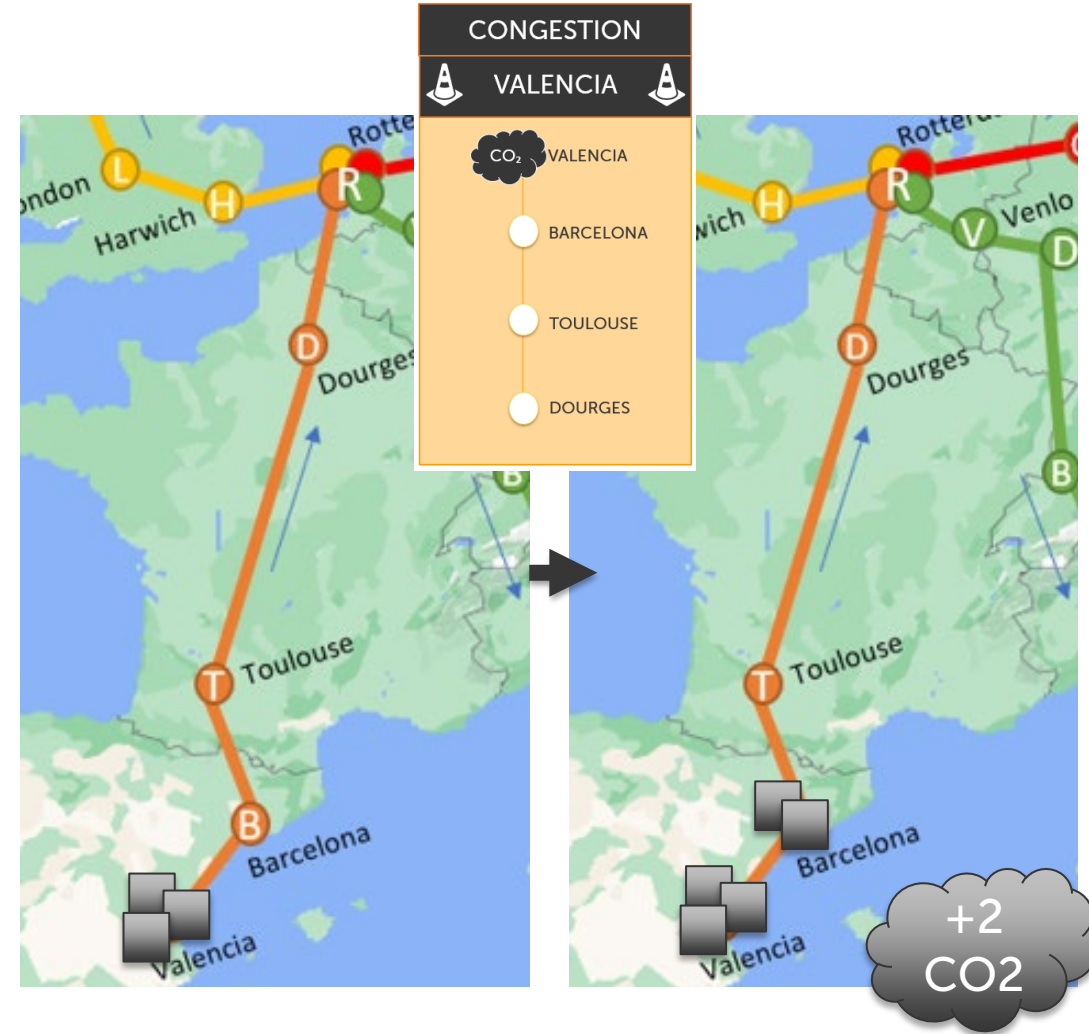 CONGESTION
VALENCIA
CO₂
VALENCIA
BARCELONA
TOULOUSE
DOURGES
Rotte
L
ondon
H
Harwich
R
D
Dourges
B
T
Toulouse
B
Barcelona
Valencia
Rotterd
wich
H
R
V
Venlo
D
D
Dourges
B
T
Toulouse
Barcelona
Valencia
+2
CO2